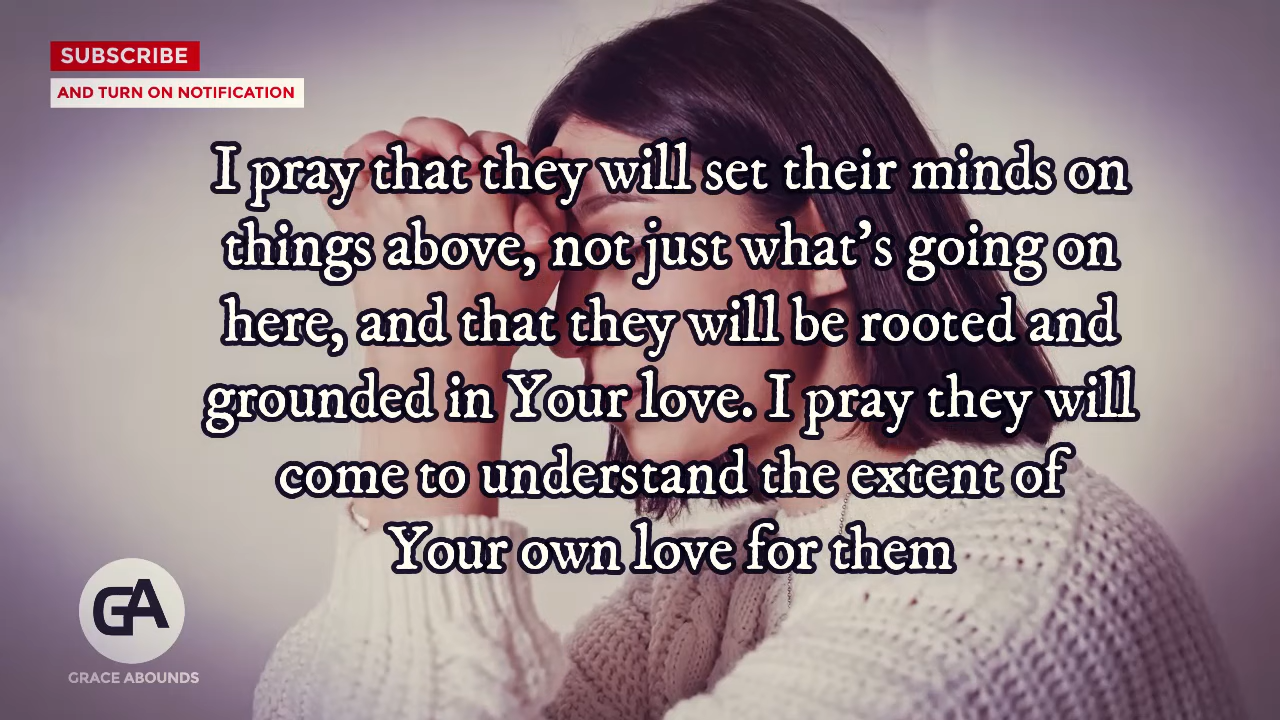 SUBSCRIBE
AND TURN ON NOTIFICATION
I pray that they will set their minds on
things above, not just what's going on
here, and that they will be rooted and
grounded in Your love. I pray they will
come to understand the extent of
Your own love for them
GA
GRACE ABOUNDS